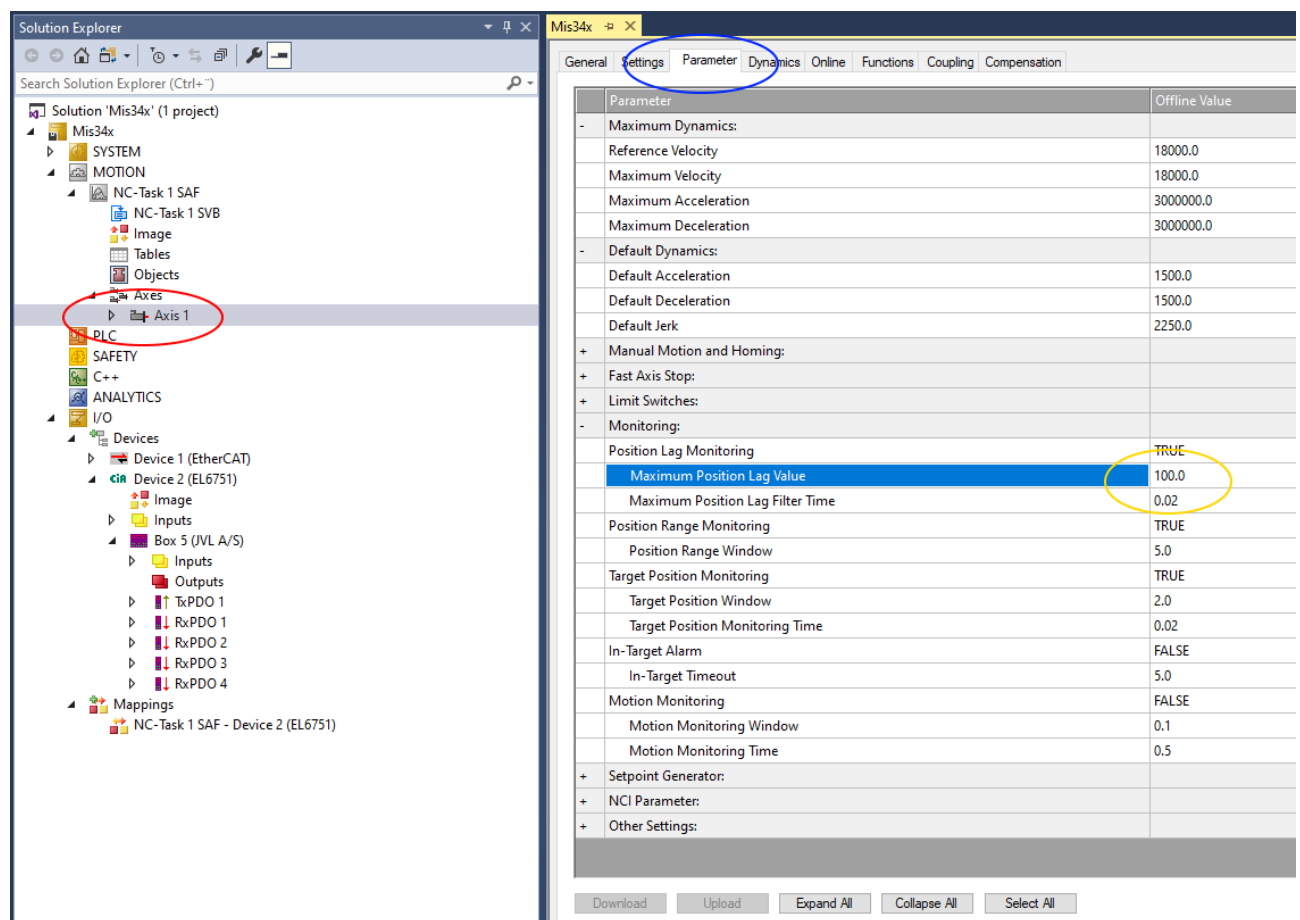 Solution Explorer
Search Solution Explorer (Ctrl+¨)
Solution 'Mis34x' (1 project)
Mis34x
SYSTEM
MOTION
NC-Task 1 SAF
NC-Task 1 SVB
Image
Tables
Objects
Axes
Axis 1
PLC
SAFETY
C++
ANALYTICS
I/O
Devices
Device 1 (EtherCAT)
Device 2 (EL6751)
Image
Inputs
Box 5 (JVL A/S)
Inputs
Outputs
TxPDO 1
RxPDO 1
RxPDO 2
RxPDO 3
RxPDO 4
Mappings
NC-Task 1 SAF - Device 2 (EL6751)
Mis34x
General Settings Parameter Dynamics Online Functions Coupling Compensation
Parameter Offline Value
- Maximum Dynamics:
Reference Velocity 18000.0
Maximum Velocity 18000.0
Maximum Acceleration 3000000.0
Maximum Deceleration 3000000.0
- Default Dynamics:
Default Acceleration 1500.0
Default Deceleration 1500.0
Default Jerk 2250.0
+ Manual Motion and Homing:
+ Fast Axis Stop:
+ Limit Switches:
- Monitoring:
Position Lag Monitoring TRUE
Maximum Position Lag Value 100.0
Maximum Position Lag Filter Time 0.02
Position Range Monitoring TRUE
Position Range Window 5.0
Target Position Monitoring TRUE
Target Position Window 2.0
Target Position Monitoring Time 0.02
In-Target Alarm FALSE
In-Target Timeout 5.0
Motion Monitoring FALSE
Motion Monitoring Window 0.1
Motion Monitoring Time 0.5
+ Setpoint Generator:
+ NCI Parameter:
+ Other Settings:
Download Upload Expand All Collapse All Select All